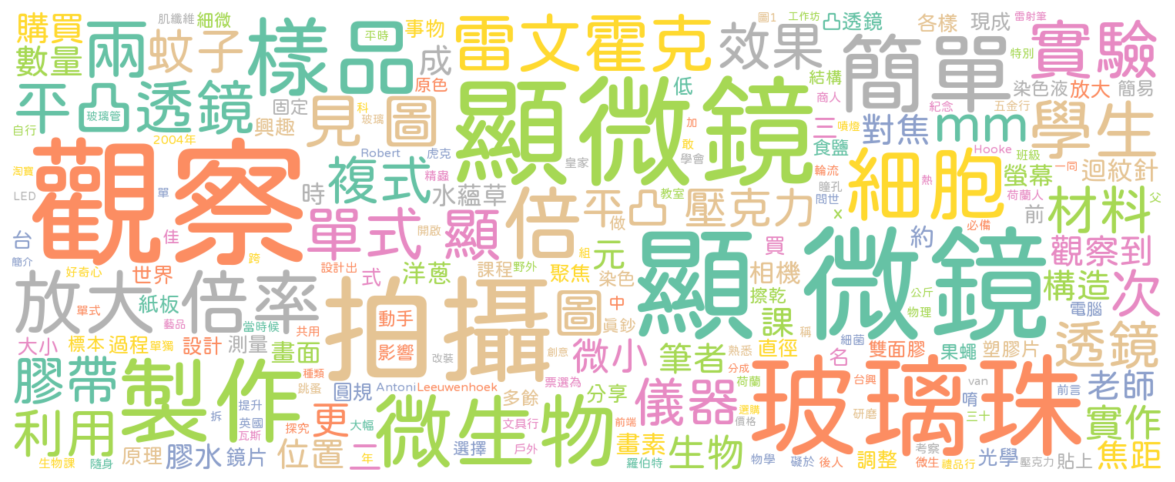 購買 兩 肌纖維 細微 蚊子 樣品 平時 事物 成 雷文霍克 圖1 工作坊 凸透鏡 效果 各樣 現成 雷射筆 實驗
數量 原色 低 結構 簡單 特別 染色液 放大 簡易
平凸透鏡 玻璃管 固定 見圖 科 玻璃 顯微鏡 商人 紀念 五金行
自行 2004年 興趣 加 三 對焦 mm 學生
觀察 Robert 虎克 敢 學會 食鹽 Hooke 班級
淘寶 複式 精蟲 皇家 輪流 細胞 熱 螢幕 一同 迴紋針
LED 單 時 水蘊草 倍 平凸 教室 做 壓克力 瞳孔 問世 荷蘭人 x 前 材料 父
台 佳 單式 顯 開啟 元 顯微鏡 買 約 必備 觀察到
簡介 跨 設計出 式 洋蔥 課程 野外 組 染色 相機
放大 好奇心 世界 倍率 拍攝 聚焦 圖 擦乾 構造 次
單式 紙板 藝品 當時候 共用 動手 中 真鈔 課 稱 物理 公斤 電腦
大小 標本 過程 單獨 設計 測量 畫面 影響 改裝 創意 微小 筆者 直徑 細菌 名 雙面膠 果蠅 塑膠片 透鏡
膠帶 製作 種類 跳蚤 圓規 Antoni Leeuwenhoek 票選為 分享 儀器 熟悉 分成 荷蘭 玻璃珠 台興 van 前言 老師
利用 拆 提升 英國 更 大幅 多餘 微生物 文具行 前端 選購 價格 研磨 唷 三十 實作
瓦斯 探究 畫素 考察
生物課 隨身 原理 膠水 鏡片 位置 二 年 選擇 戶外 羅伯特 生物 物學 礙於 後人 調整 微生 光學 禮品行 壓克力 貼上 焦距
噴燈